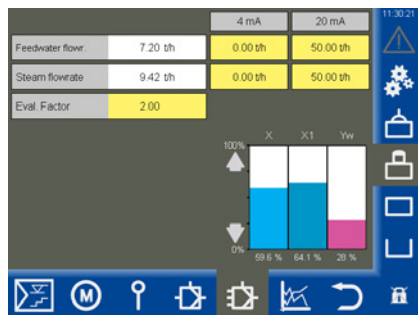 11:30:21
4 mA 20 mA
Feedwater flowr. 7.20 t/h 0.00 t/h 50.00 t/h
Steam flowrate 9.42 t/h 0.00 t/h 50.00 t/h
Eval. Factor 2.00
X X1 Yw
100%
0%
59.6 % 64.1 % 28 %
M